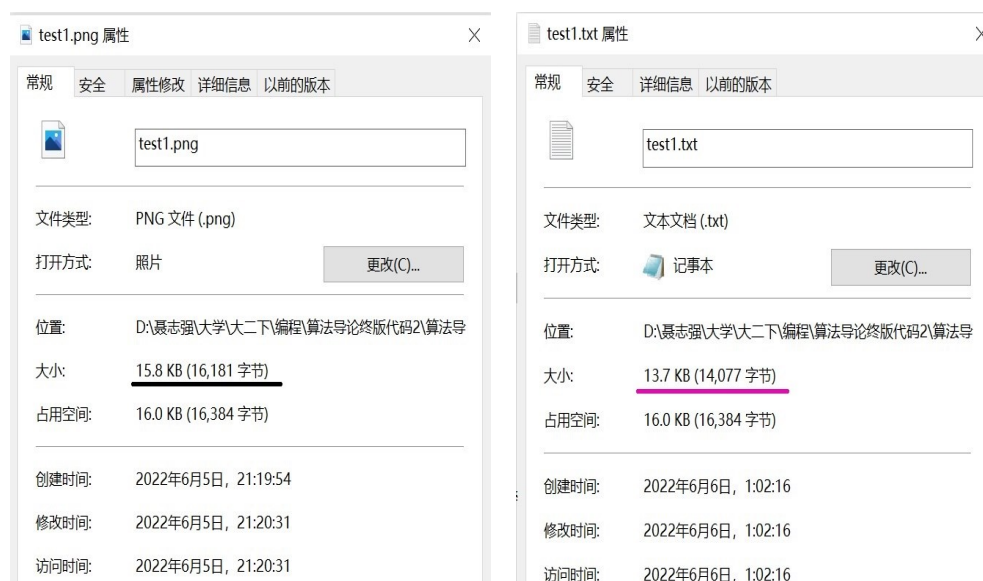 test1.png 属性
常规 安全 属性修改 详细信息 以前的版本
test1.png
文件类型: PNG 文件 (.png)
打开方式: 照片 更改(C)...
位置: D:\聂志强\大学\大二下\编程\算法导论终版代码2\算法导
大小: 15.8 KB (16,181 字节)
占用空间: 16.0 KB (16,384 字节)
创建时间: 2022年6月5日，21:19:54
修改时间: 2022年6月5日，21:20:31
访问时间: 2022年6月5日，21:20:31
test1.txt 属性
常规 安全 详细信息 以前的版本
test1.txt
文件类型: 文本文档 (.txt)
打开方式: 记事本 更改(C)...
位置: D:\聂志强\大学\大二下\编程\算法导论终版代码2\算法导
大小: 13.7 KB (14,077 字节)
占用空间: 16.0 KB (16,384 字节)
创建时间: 2022年6月6日，1:02:16
修改时间: 2022年6月6日，1:02:16
访问时间: 2022年6月6日，1:02:16